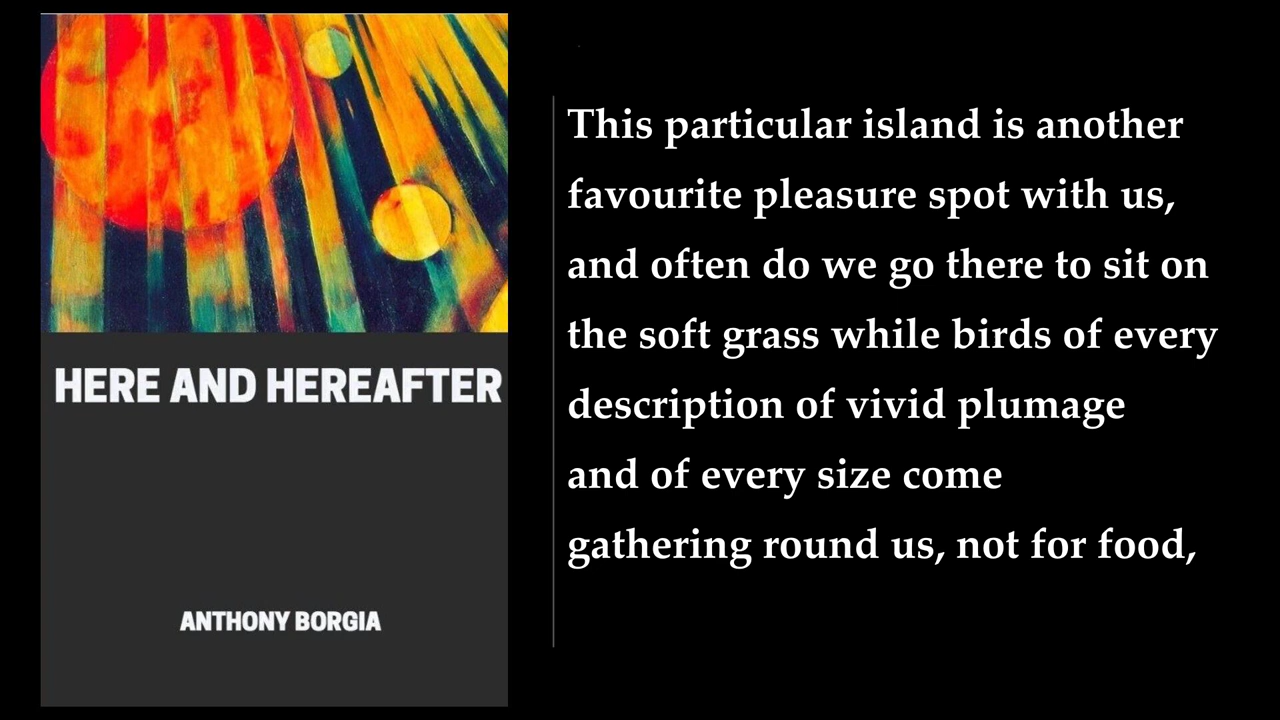 HERE AND HEREAFTER
ANTHONY BORGIA
This particular island is another
favourite pleasure spot with us,
and often do we go there to sit on
the soft grass while birds of every
description of vivid plumage
and of every size come
gathering round us, not for food,